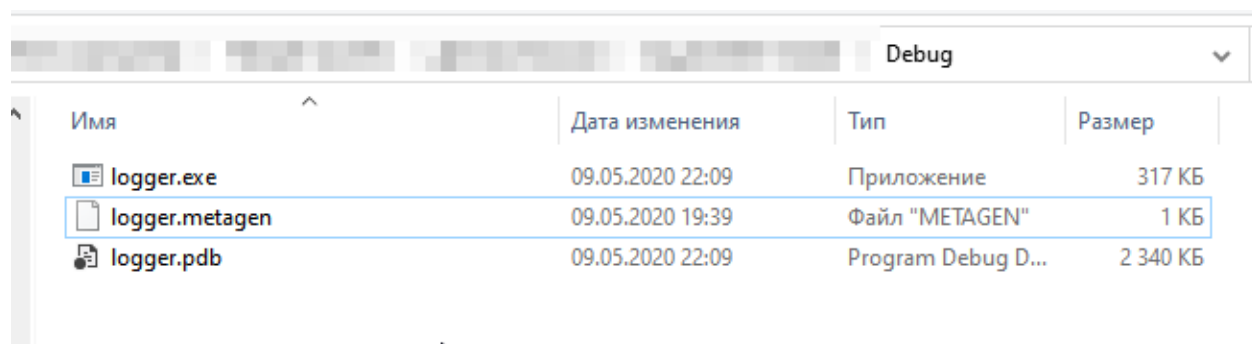 Debug
Имя Дата изменения Тип Размер
logger.exe 09.05.2020 22:09 Приложение 317 КБ
logger.metagen 09.05.2020 19:39 Файл "METAGEN" 1 КБ
logger.pdb 09.05.2020 22:09 Program Debug D... 2 340 КБ